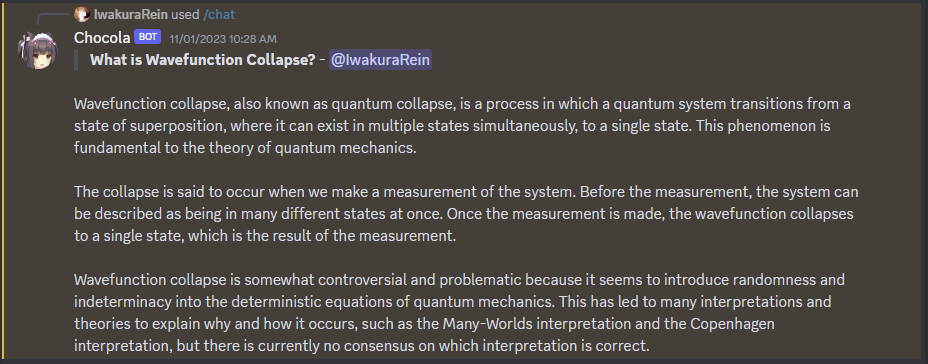 IwakuraRein used /chat
Chocola BOT 11/01/2023 10:28 AM
What is Wavefunction Collapse? - @IwakuraRein
Wavefunction collapse, also known as quantum collapse, is a process in which a quantum system transitions from a
state of superposition, where it can exist in multiple states simultaneously, to a single state. This phenomenon is
fundamental to the theory of quantum mechanics.
The collapse is said to occur when we make a measurement of the system. Before the measurement, the system can
be described as being in many different states at once. Once the measurement is made, the wavefunction collapses
to a single state, which is the result of the measurement.
Wavefunction collapse is somewhat controversial and problematic because it seems to introduce randomness and
indeterminacy into the deterministic equations of quantum mechanics. This has led to many interpretations and
theories to explain why and how it occurs, such as the Many-Worlds interpretation and the Copenhagen
interpretation, but there is currently no consensus on which interpretation is correct.